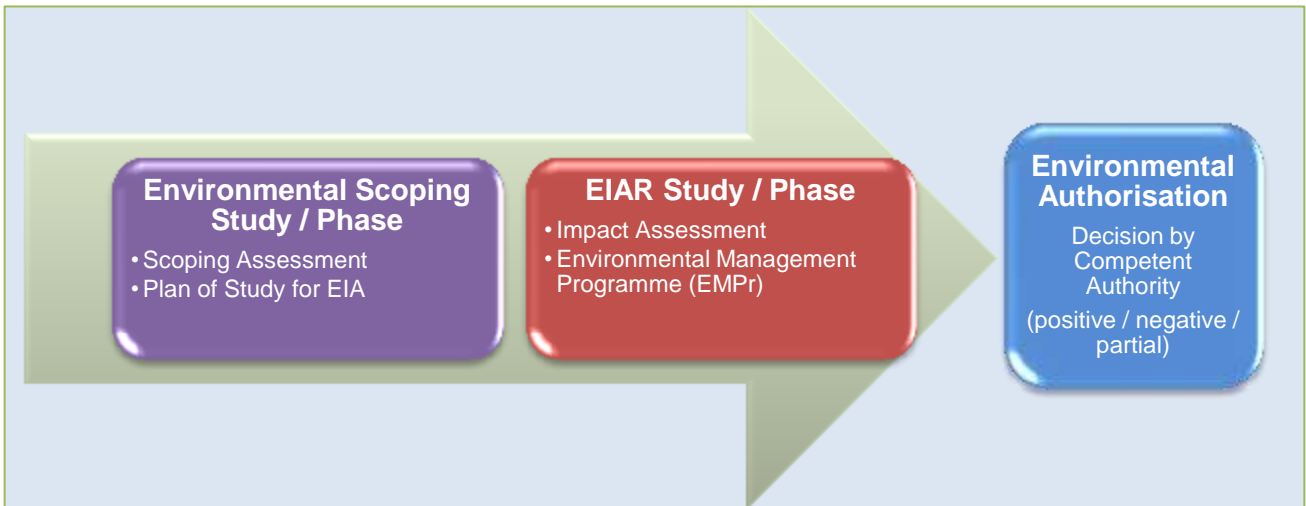 Environmental Scoping
Study / Phase
• Scoping Assessment
• Plan of Study for EIA
EIAR Study / Phase
• Impact Assessment
• Environmental Management
Programme (EMPr)
Environmental
Authorisation
Decision by
Competent
Authority
(positive / negative /
partial)